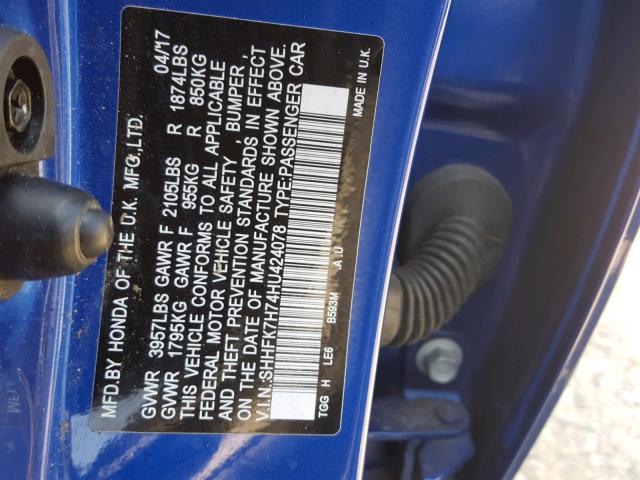 MFD.BY HONDA OF THE U.K. MFG.,LTD. 04/17
GVWR 3957LBS GAWR F 2105LBS R 1874LBS
GVWR 1795KG GAWR F 955KG R 850KG
THIS VEHICLE CONFORMS TO ALL APPLICABLE
FEDERAL MOTOR VEHICLE SAFETY , BUMPER ,
AND THEFT PREVENTION STANDARDS IN EFFECT
ON THE DATE OF MANUFACTURE SHOWN ABOVE.
V.I.N.:SHHFK7H74HU424078 TYPE:PASSENGER CAR
TGG H LE6 B593M A U
MADE IN U.K.